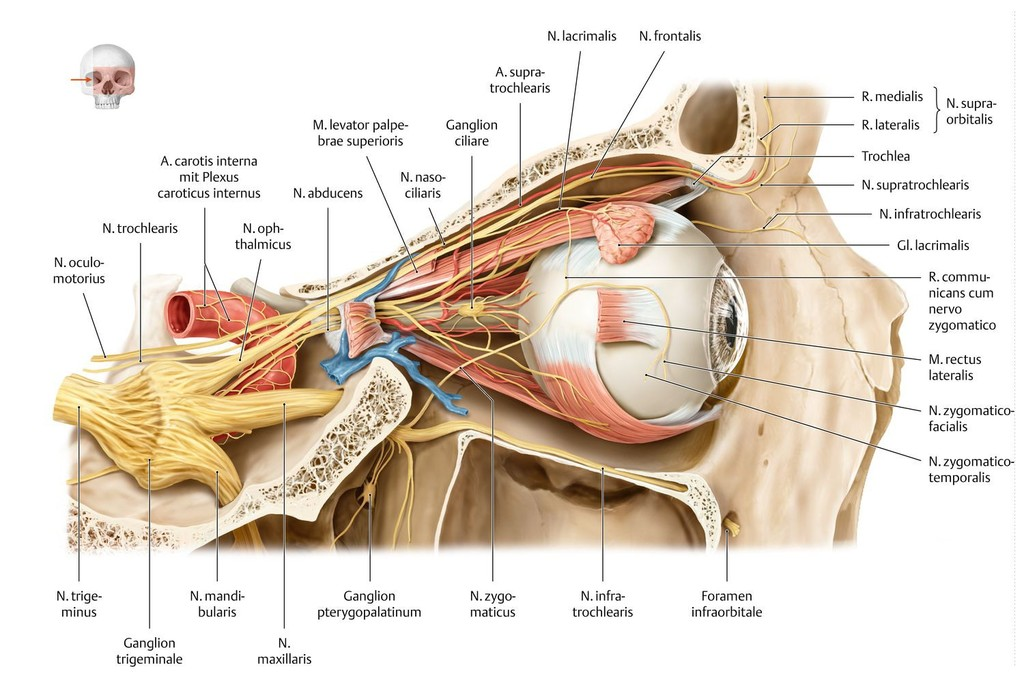 N. lacrimalis
N. frontalis
A. supra-
trochlearis
R. medialis
N. supra-
orbitalis
R. lateralis
M. levator palpe-
brae superioris
Ganglion
ciliare
Trochlea
A. carotis interna
mit Plexus
caroticus internus
N. abducens
N. naso-
ciliaris
N. supratrochlearis
N. infratrochlearis
N. trochlearis
N. oph-
thalmicus
Gl. lacrimalis
N. oculo-
motorius
R. commu-
nicans cum
nervo
zygomatico
M. rectus
lateralis
N. zygomatico-
facialis
N. zygomatico-
temporalis
N. trige-
minus
N. mandi-
bularis
Ganglion
pterygopalatinum
N. zygo-
maticus
N. infra-
trochlearis
Foramen
infraorbitale
Ganglion
trigeminale
N.
maxillaris